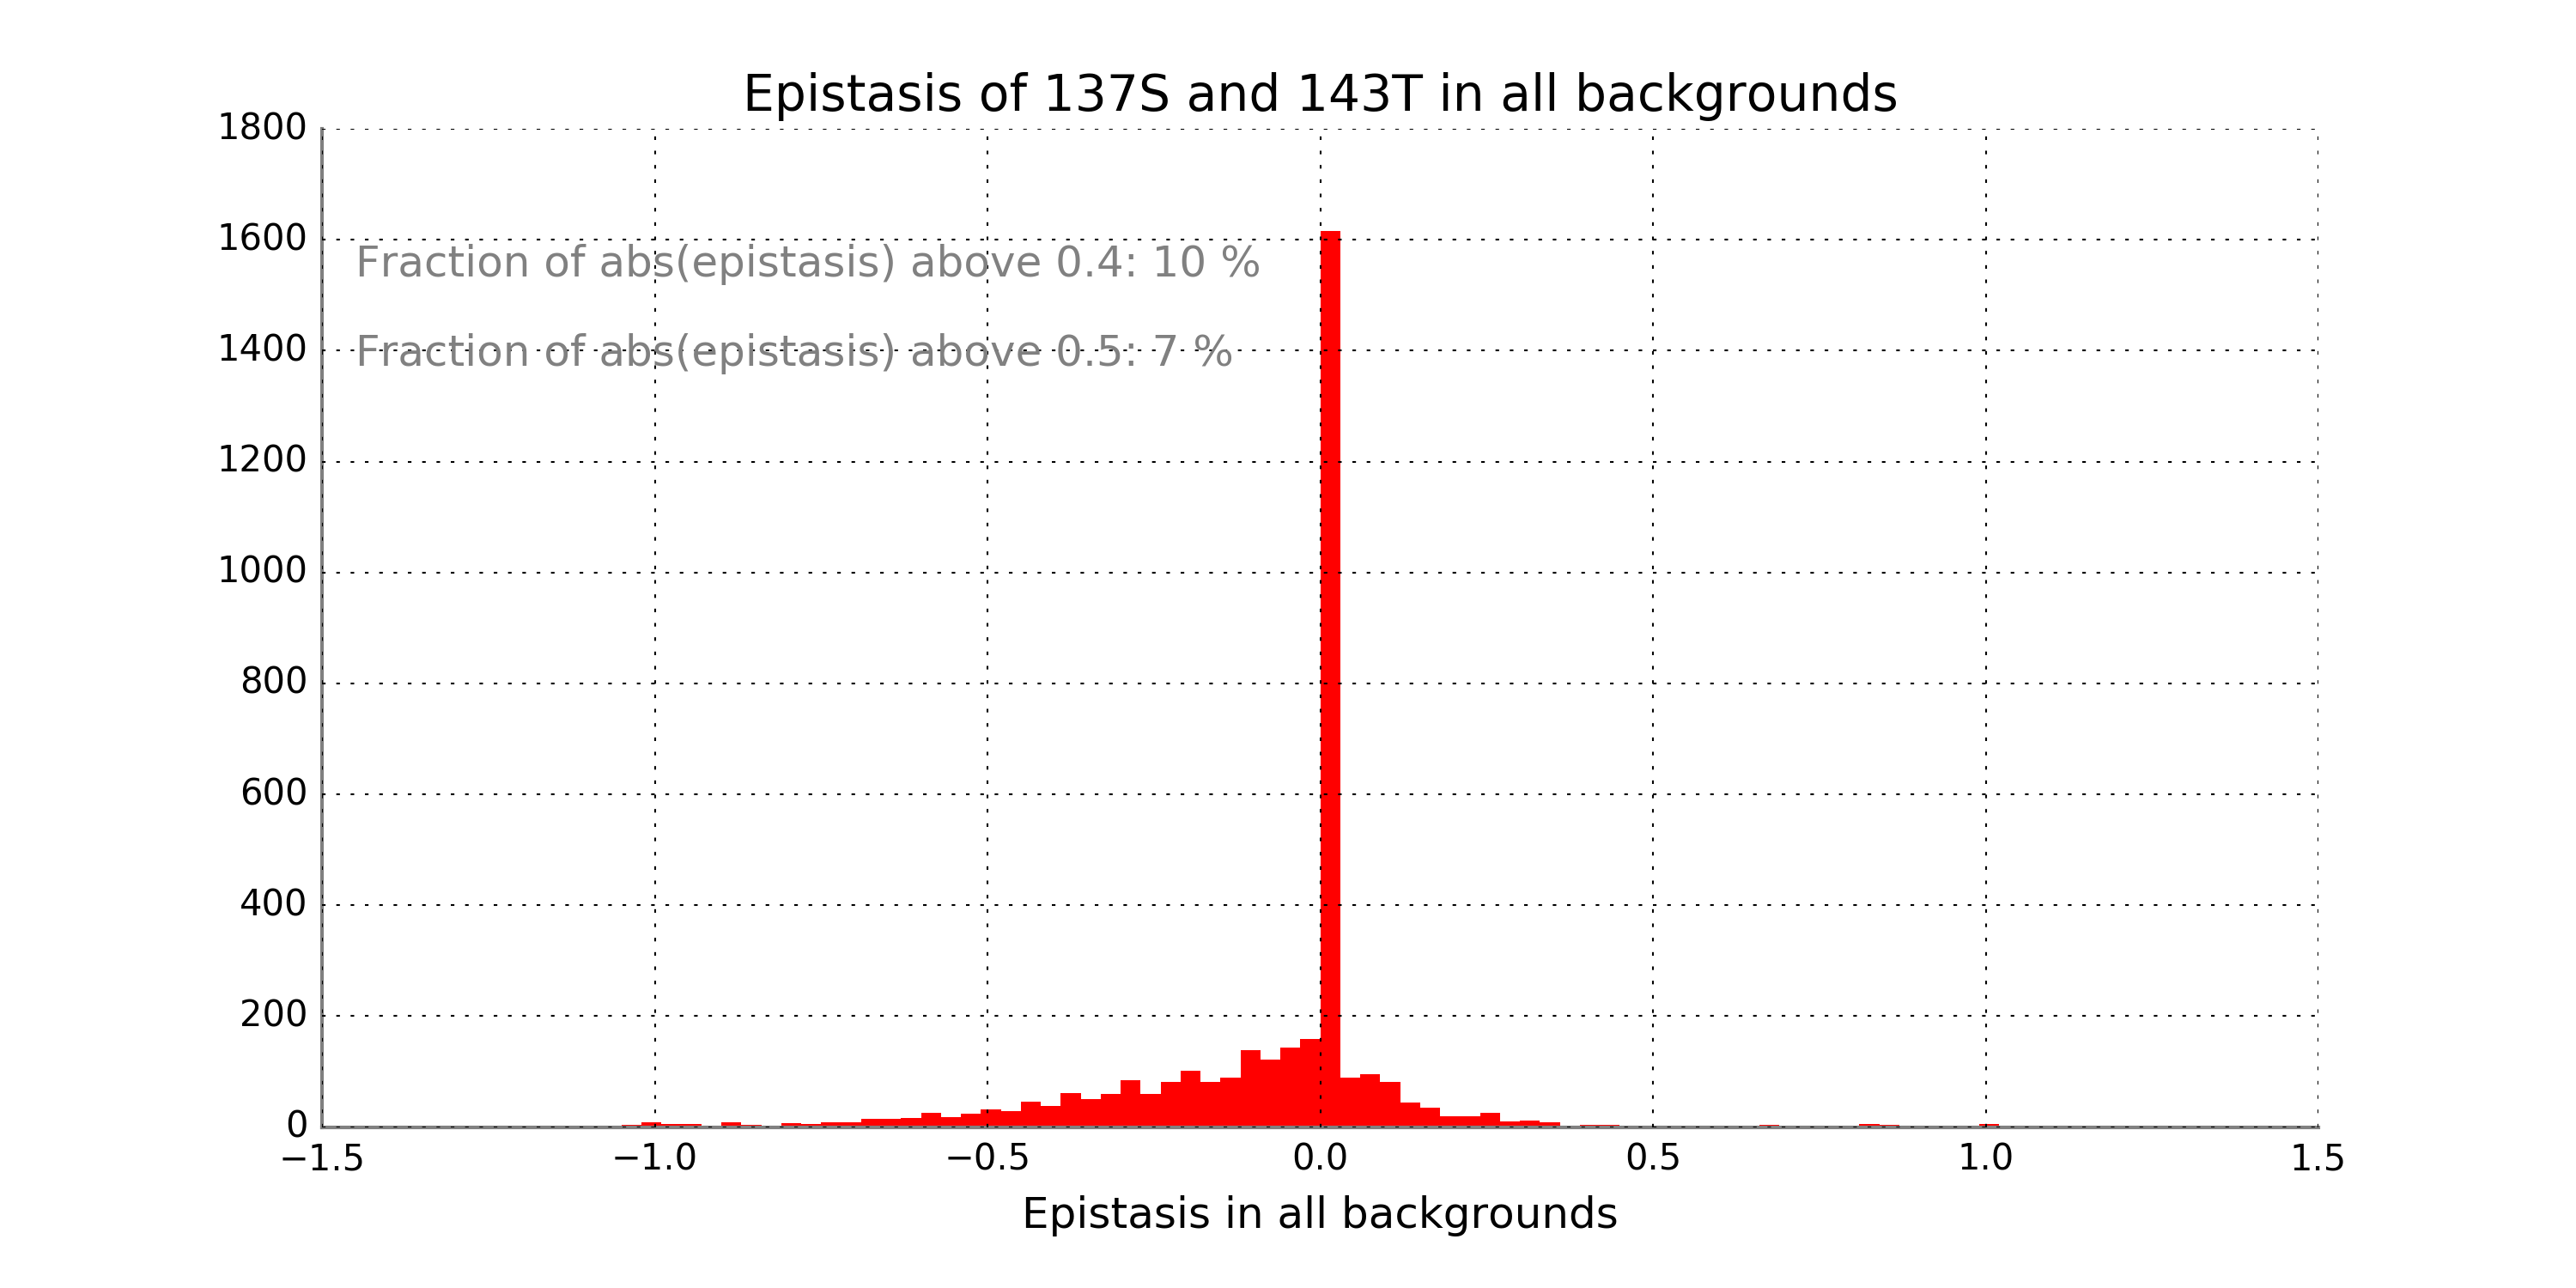 Epistasis of 137S and 143T in all backgrounds
1800
1600
Fraction of abs(epistasis) above 0.4: 10 %
1400
Fraction of abs(epistasis) above 0.5: 7 %
1200
1000
800
600
400
200
0
−1.5 −1.0 −0.5 0.0 0.5 1.0 1.5
Epistasis in all backgrounds